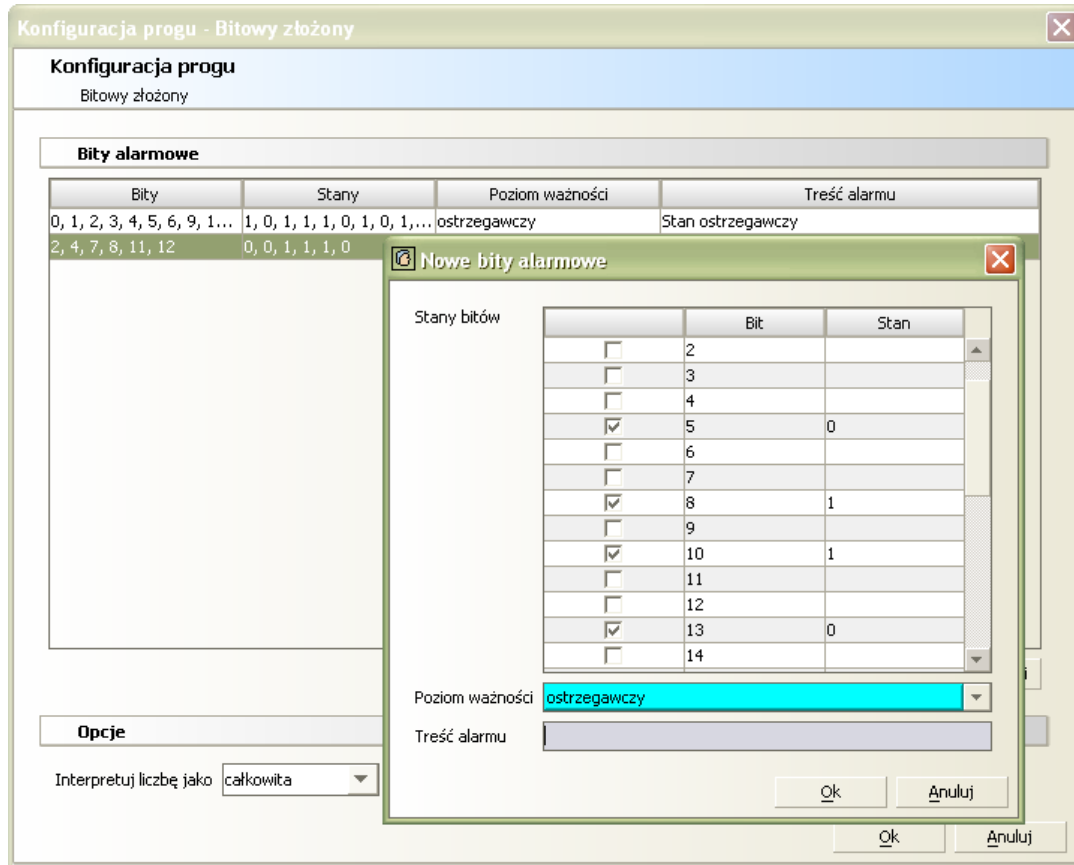 Konfiguracja progu - Bitowy złożony
Konfiguracja progu
Bitowy złożony
Bity alarmowe
Bity Stany Poziom ważności Treść alarmu
0, 1, 2, 3, 4, 5, 6, 9, 1... 1, 0, 1, 1, 1, 0, 1, 0, 1,... ostrzegawczy Stan ostrzegawczy
2, 4, 7, 8, 11, 12 0, 0, 1, 1, 1, 0
Nowe bity alarmowe
Stany bitów Bit Stan
2
3
4
5 0
6
7
8 1
9
10 1
11
12
13 0
14
Poziom ważności ostrzegawczy
Treść alarmu
Ok Anuluj
Opcje
Interpretuj liczbę jako całkowita
Ok Anuluj